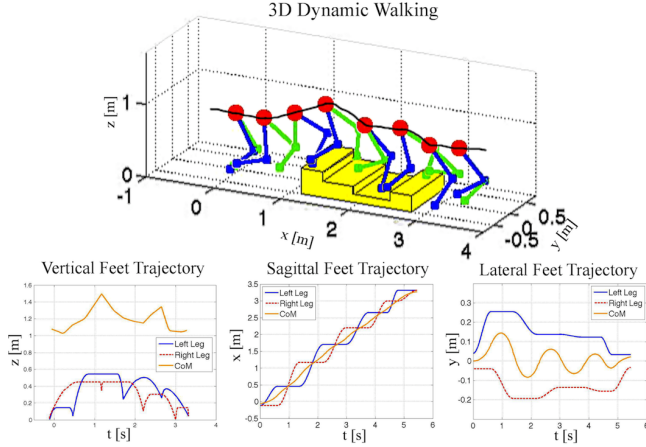 3D Dynamic Walking
z [m]
1
0
-1
0
1
2
3
4
x [m]
-0.5
0
0.5
y [m]
Vertical Feet Trajectory
Sagittal Feet Trajectory
Lateral Feet Trajectory
z [m]
1.6
1.4
1.2
1
0.8
0.6
0.4
0.2
0
Left Leg
Right Leg
CoM
0
1
2
3
4
t [s]
x [m]
3.5
3
2.5
2
1.5
1
0.5
0
-0.5
Left Leg
Right Leg
CoM
0
1
2
3
4
5
6
t [s]
y [m]
0.3
0.2
0.1
0
-0.1
-0.2
Left Leg
Right Leg
CoM
0
1
2
3
4
5
6
t [s]